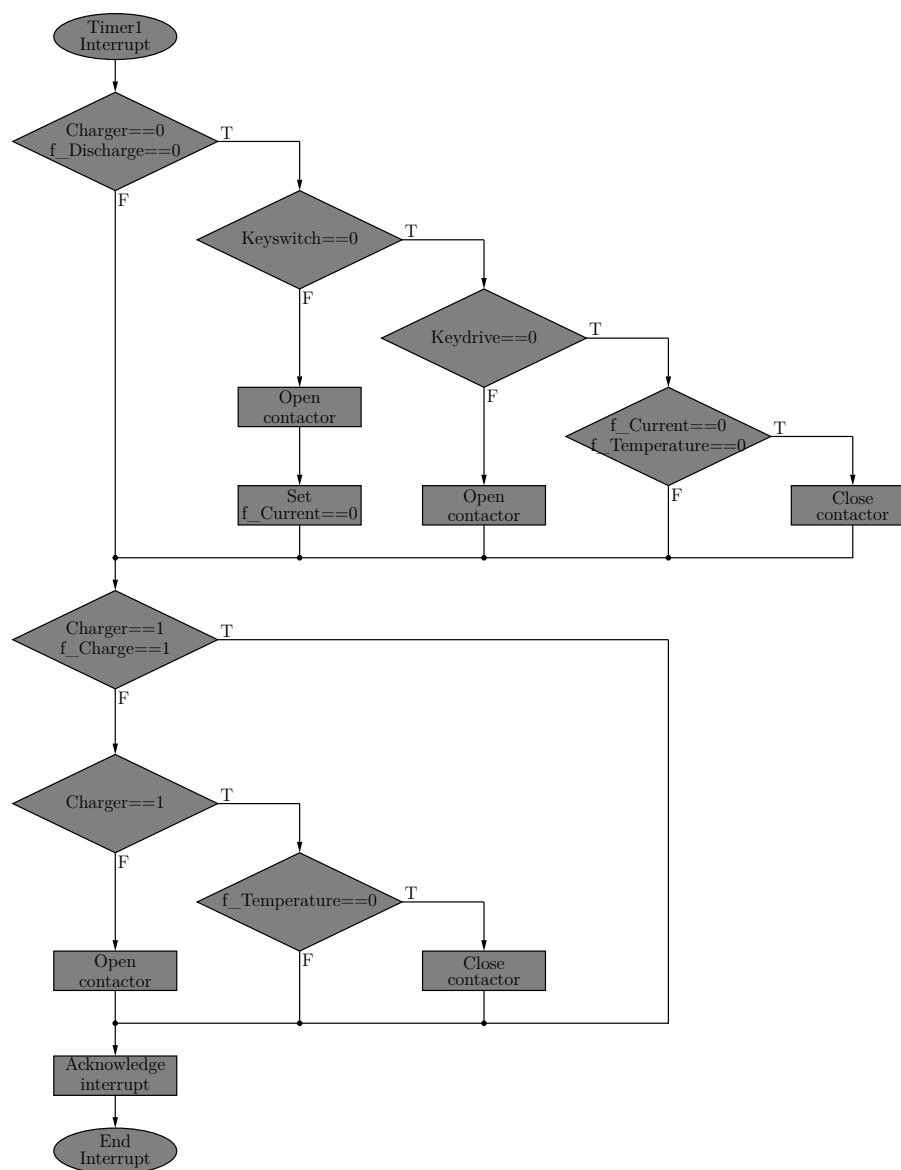 Timer1
Interrupt
Charger==0
f_Discharge==0
T
F
Keyswitch==0
T
F
Keydrive==0
T
F
Open
contactor
f_Current==0
f_Temperature==0
T
F
Set
f_Current==0
Open
contactor
Close
contactor
Charger==1
f_Charge==1
T
F
Charger==1
T
F
f_Temperature==0
T
F
Open
contactor
Close
contactor
Acknowledge
interrupt
End
Interrupt